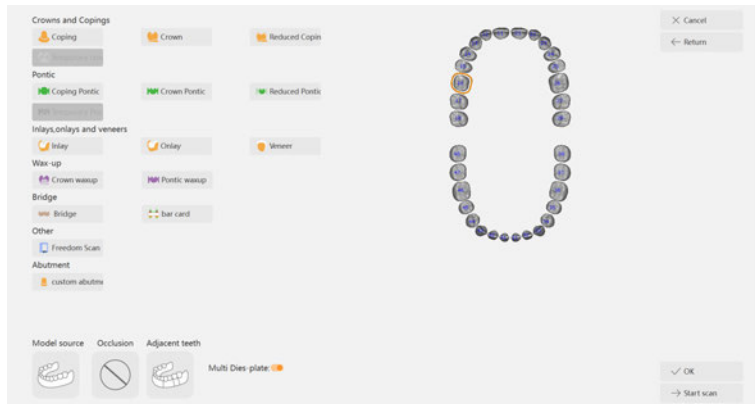 Crowns and Copings
Coping
Crown
Reduced Copin
Pontic
Coping Pontic
Crown Pontic
Reduced Pontic
Inlays,onlays and veneers
Inlay
Onlay
Veneer
Wax-up
Crown waxup
Pontic waxup
Bridge
Bridge
bar card
Other
Freedom Scan
Abutment
custom abutme
Model source
Occlusion
Adjacent teeth
Multi Dies-plate:
Cancel
Return
OK
Start scan